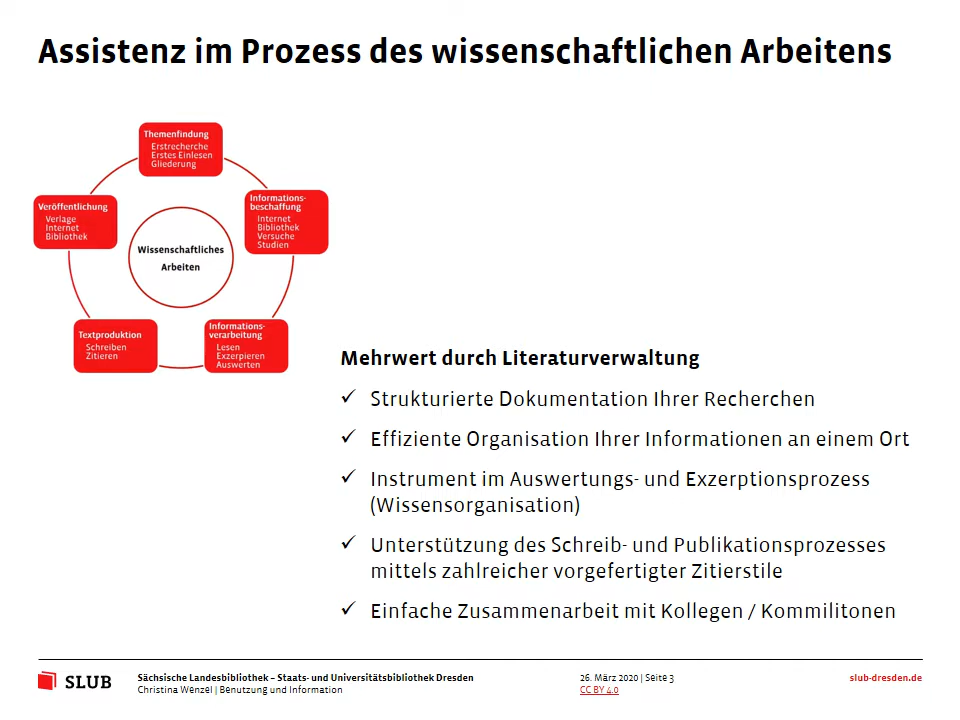 Assistenz im Prozess des wissenschaftlichen Arbeitens
Themenfindung
Erstrecherche
Erstes Einlesen
Gliederung
Informations-
beschaffung
Internet
Bibliothek
Versuche
Studien
Informations-
verarbeitung
Lesen
Exzerpieren
Auswerten
Textproduktion
Schreiben
Zitieren
Veröffentlichung
Verlage
Internet
Bibliothek
Wissenschaftliches
Arbeiten
Mehrwert durch Literaturverwaltung
✓ Strukturierte Dokumentation Ihrer Recherchen
✓ Effiziente Organisation Ihrer Informationen an einem Ort
✓ Instrument im Auswertungs- und Exzerptionsprozess
(Wissensorganisation)
✓ Unterstützung des Schreib- und Publikationsprozesses
mittels zahlreicher vorgefertigter Zitierstile
✓ Einfache Zusammenarbeit mit Kollegen / Kommilitonen
SLUB
Sächsische Landesbibliothek – Staats- und Universitätsbibliothek Dresden
Christina Wenzel | Benutzung und Information
26. März 2020 | Seite 3
CC BY 4.0
slub-dresden.de